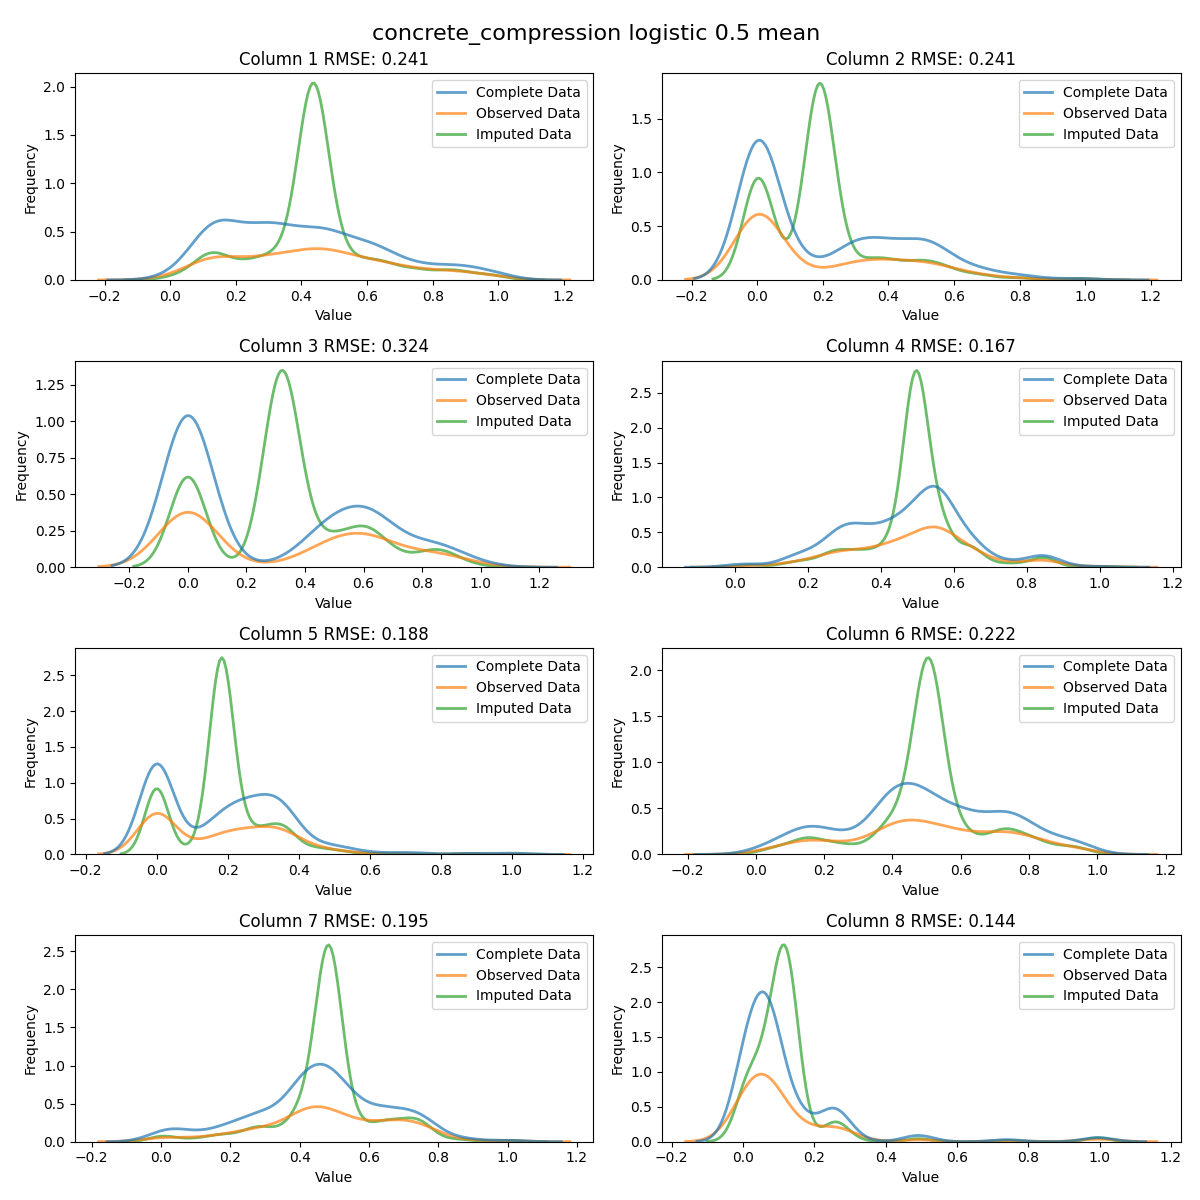 concrete_compression logistic 0.5 mean
Column 1 RMSE: 0.241
Complete Data
Observed Data
Imputed Data
2.0
1.5
1.0
0.5
0.0
Frequency
−0.2 0.0 0.2 0.4 0.6 0.8 1.0 1.2
Value
Column 2 RMSE: 0.241
Complete Data
Observed Data
Imputed Data
1.5
1.0
0.5
0.0
Frequency
−0.2 0.0 0.2 0.4 0.6 0.8 1.0 1.2
Value
Column 3 RMSE: 0.324
Complete Data
Observed Data
Imputed Data
1.25
1.00
0.75
0.50
0.25
0.00
Frequency
−0.2 0.0 0.2 0.4 0.6 0.8 1.0 1.2
Value
Column 4 RMSE: 0.167
Complete Data
Observed Data
Imputed Data
2.5
2.0
1.5
1.0
0.5
0.0
Frequency
0.0 0.2 0.4 0.6 0.8 1.0 1.2
Value
Column 5 RMSE: 0.188
Complete Data
Observed Data
Imputed Data
2.5
2.0
1.5
1.0
0.5
0.0
Frequency
−0.2 0.0 0.2 0.4 0.6 0.8 1.0 1.2
Value
Column 6 RMSE: 0.222
Complete Data
Observed Data
Imputed Data
2.0
1.5
1.0
0.5
0.0
Frequency
−0.2 0.0 0.2 0.4 0.6 0.8 1.0 1.2
Value
Column 7 RMSE: 0.195
Complete Data
Observed Data
Imputed Data
2.5
2.0
1.5
1.0
0.5
0.0
Frequency
−0.2 0.0 0.2 0.4 0.6 0.8 1.0 1.2
Value
Column 8 RMSE: 0.144
Complete Data
Observed Data
Imputed Data
2.5
2.0
1.5
1.0
0.5
0.0
Frequency
−0.2 0.0 0.2 0.4 0.6 0.8 1.0 1.2
Value